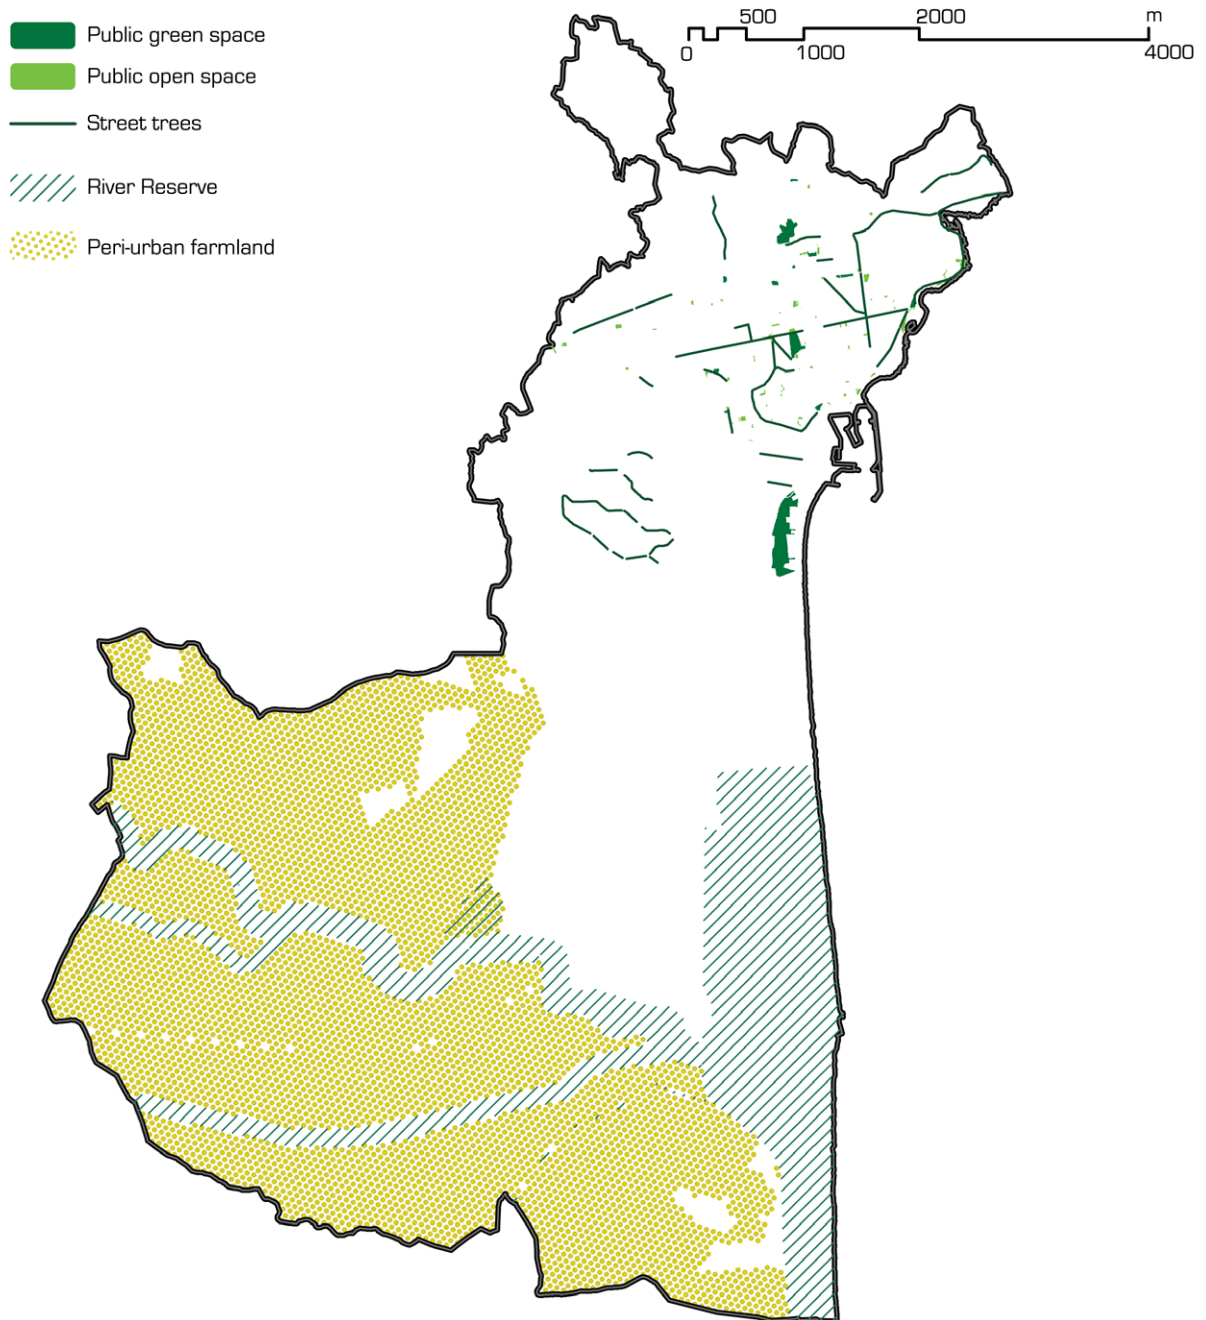 Public green space
Public open space
Street trees
River Reserve
Peri-urban farmland
500 2000 m
0 1000 4000